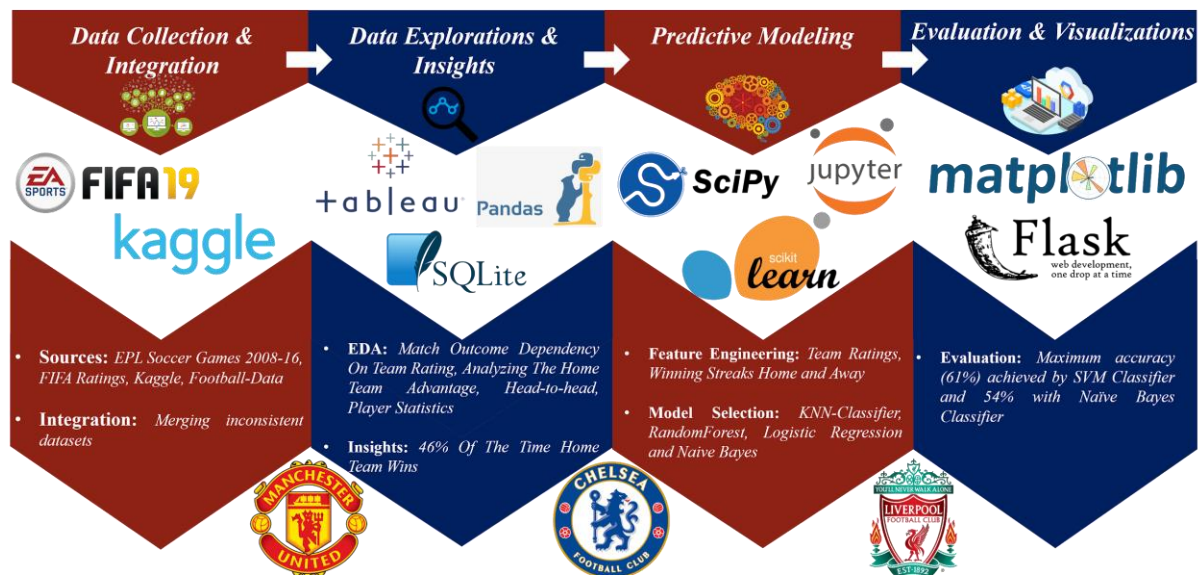 Data Collection &
Integration
Data Explorations &
Insights
Predictive Modeling
Evaluation & Visualizations
EA
SPORTS
FIFA 19
kaggle
+ableau
Pandas
SQLite
SciPy
jupyter
scikit
learn
matplotlib
Flask
web development,
one drop at a time
• Sources: EPL Soccer Games 2008-16,
FIFA Ratings, Kaggle, Football-Data
• Integration: Merging inconsistent
datasets
• EDA: Match Outcome Dependency
On Team Rating, Analyzing The Home
Team Advantage, Head-to-head,
Player Statistics
• Insights: 46% Of The Time Home
Team Wins
• Feature Engineering: Team Ratings,
Winning Streaks Home and Away
• Model Selection: KNN-Classifier,
RandomForest, Logistic Regression
and Naive Bayes
• Evaluation: Maximum accuracy
(61%) achieved by SVM Classifier
and 54% with Naïve Bayes
Classifier
MANCHESTER
UNITED
CHELSEA
FOOTBALL CLUB
YOU'LL NEVER WALK ALONE
LIVERPOOL
FOOTBALL CLUB
EST·1892